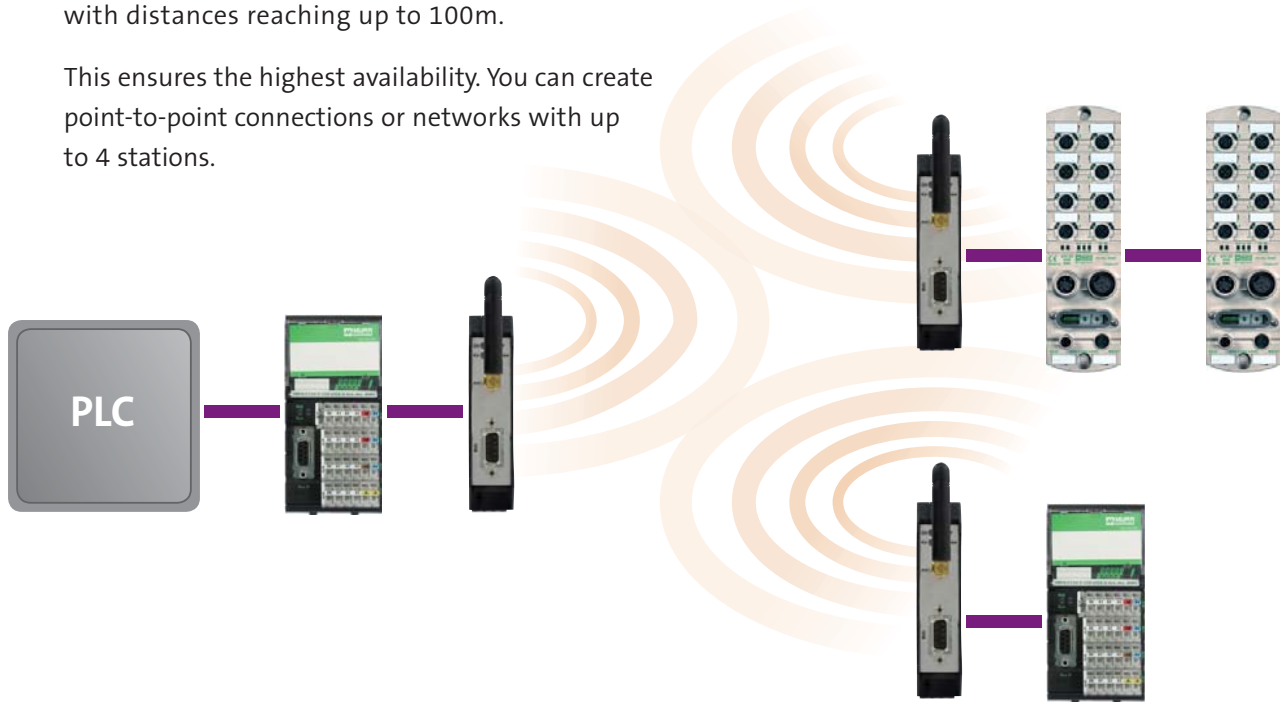 with distances reaching up to 100m.
This ensures the highest availability. You can create
point-to-point connections or networks with up
to 4 stations.
PLC